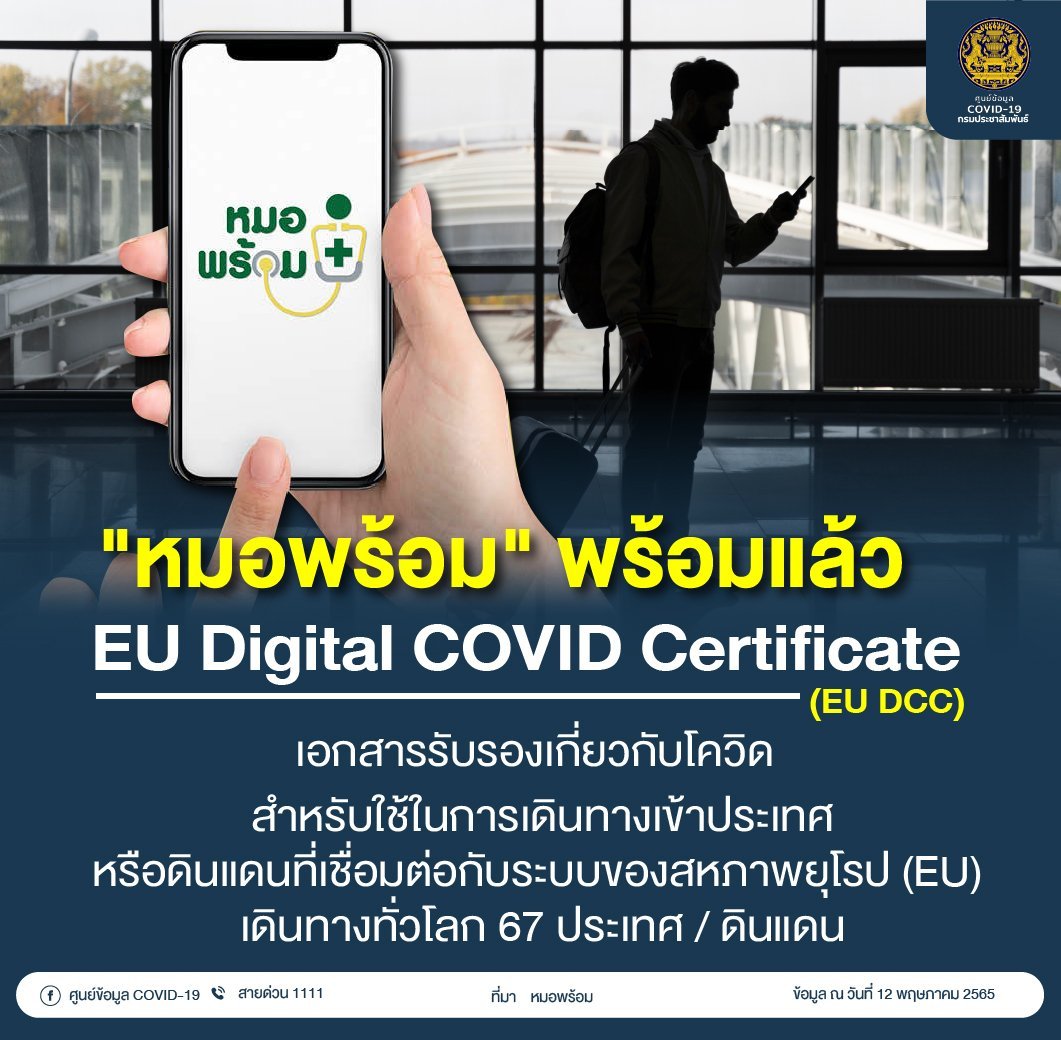 ศูนย์ข้อมูล
COVID-19
กรมประชาสัมพันธ์
หมอ
พร้อม
"หมอพร้อม" พร้อมแล้ว
EU Digital COVID Certificate
(EU DCC)
เอกสารรับรองเกี่ยวกับโควิด
สำหรับใช้ในการเดินทางเข้าประเทศ
หรือดินแดนที่เชื่อมต่อกับระบบของสหภาพยุโรป (EU)
เดินทางทั่วโลก 67 ประเทศ / ดินแดน
ศูนย์ข้อมูล COVID-19 สายด่วน 1111 ที่มา หมอพร้อม ข้อมูล ณ วันที่ 12 พฤษภาคม 2565